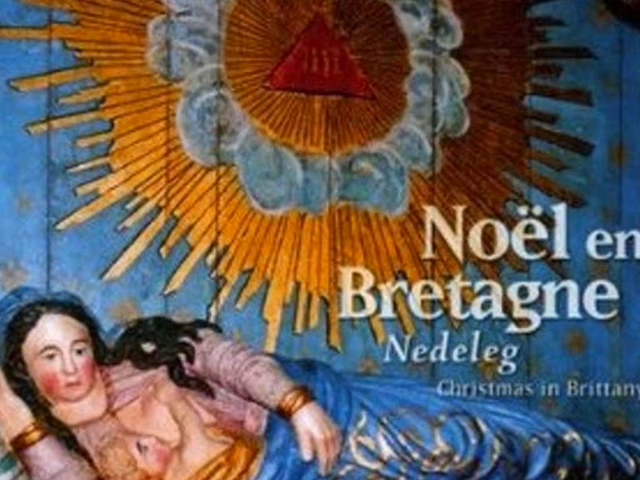 Noël en
Bretagne
Nedeleg
Christmas in Brittany